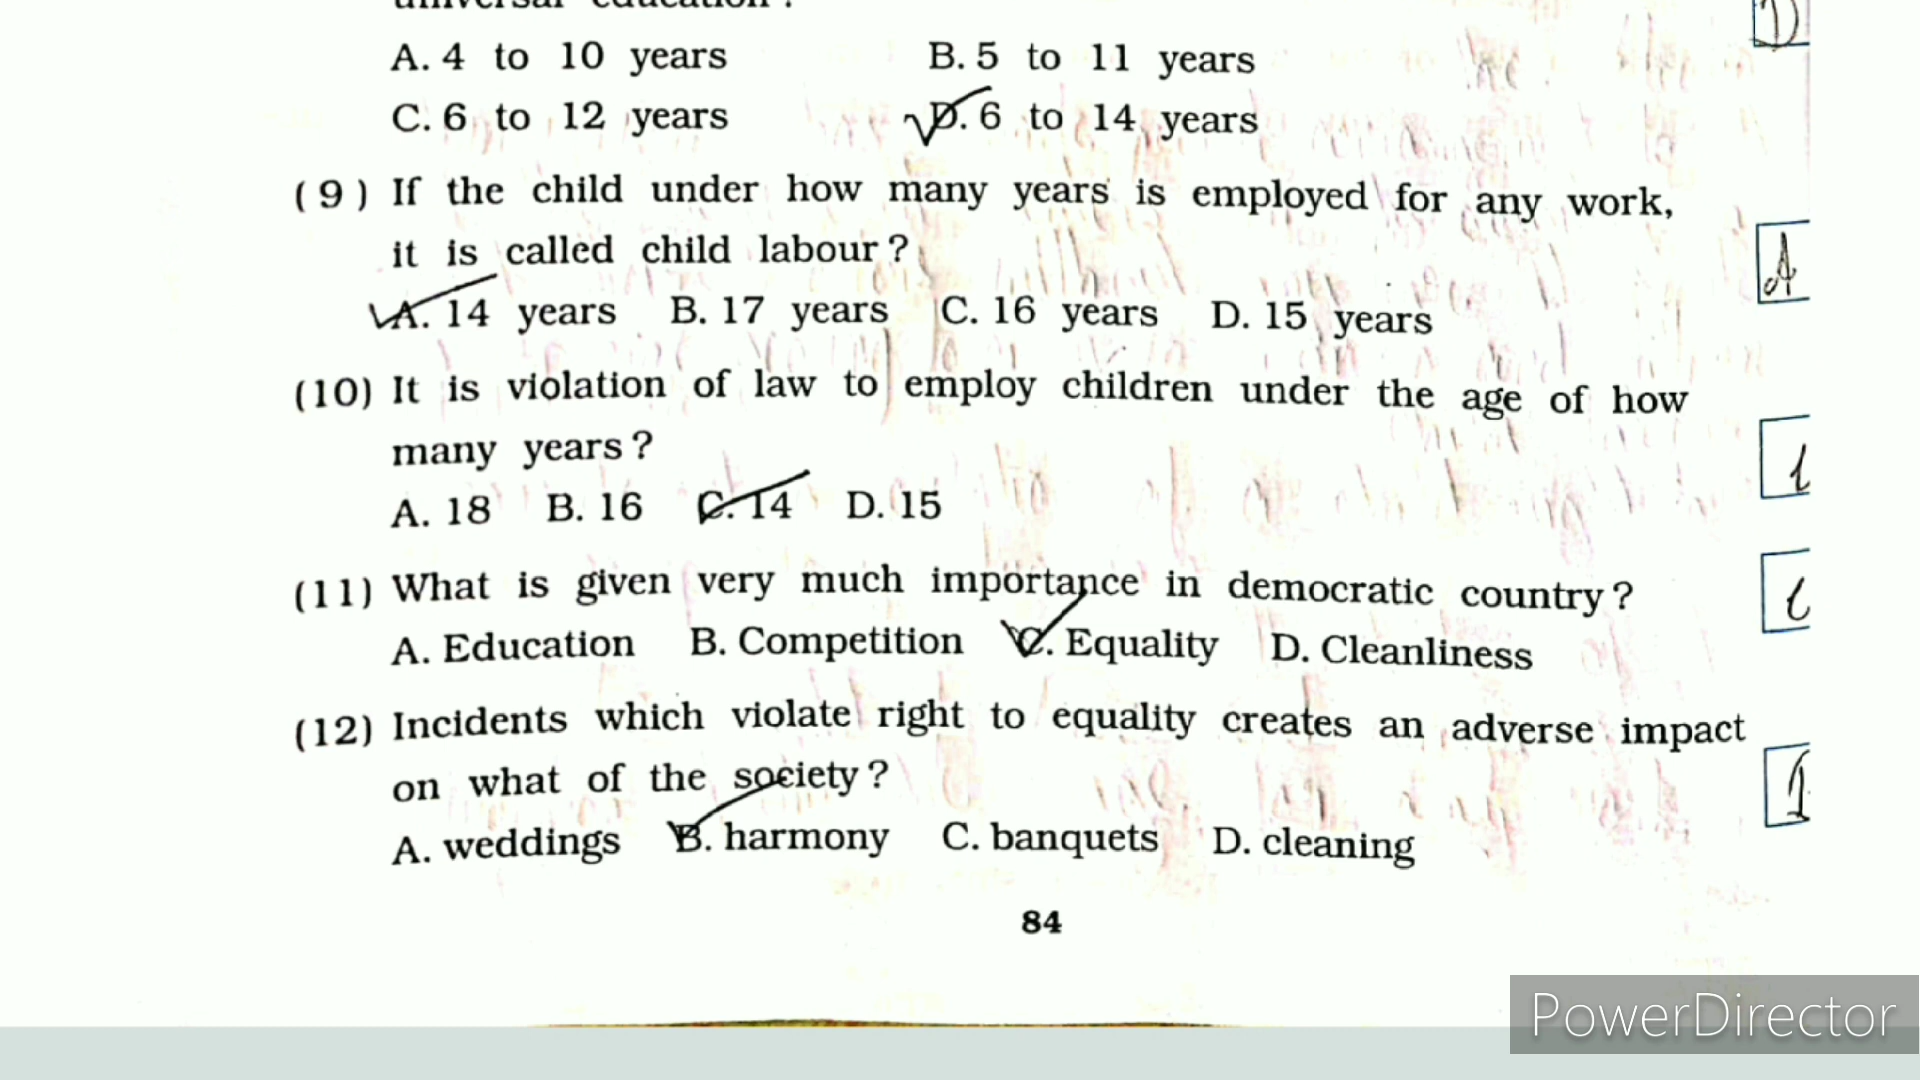 universal education?
D
A. 4 to 10 years B. 5 to 11 years
C. 6 to 12 years D. 6 to 14 years
(9) If the child under how many years is employed for any work,
it is called child labour?
A
A. 14 years B. 17 years C. 16 years D. 15 years
(10) It is violation of law to employ children under the age of how
many years?
A. 18 B. 16 C. 14 D. 15
(11) What is given very much importance in democratic country?
A. Education B. Competition C. Equality D. Cleanliness
(12) Incidents which violate right to equality creates an adverse impact
on what of the society?
A. weddings B. harmony C. banquets D. cleaning
84
PowerDirector